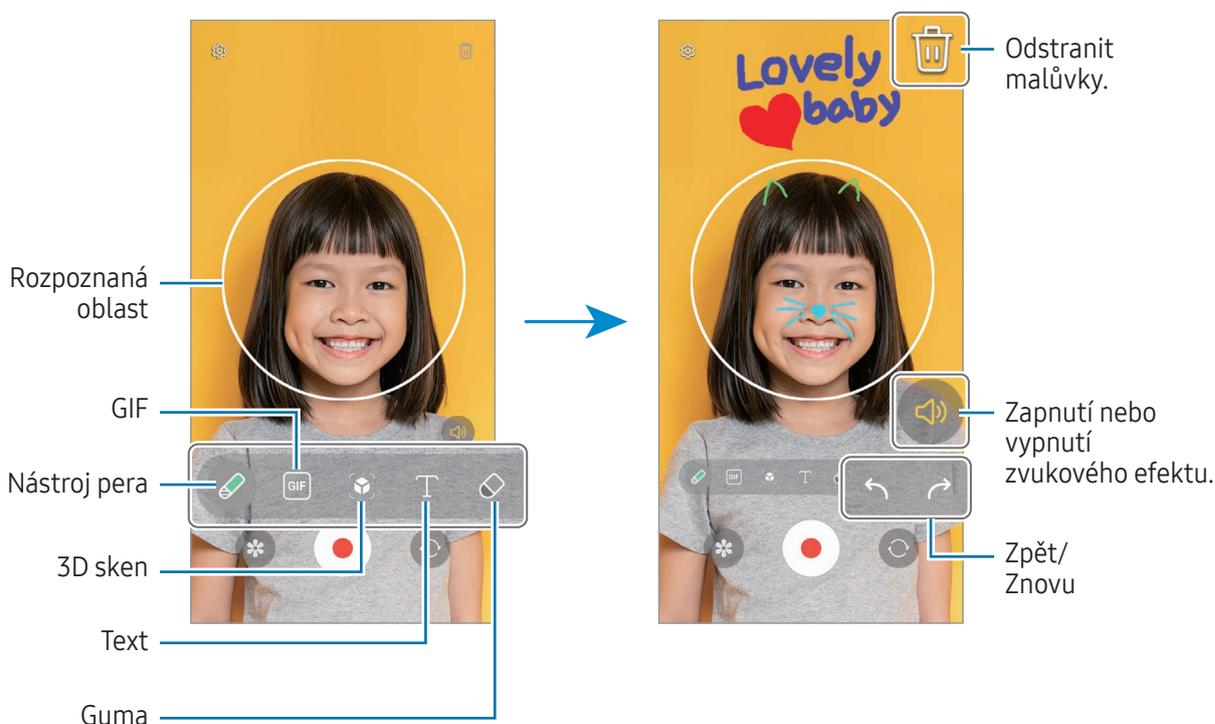 Rozpoznaná
oblast
GIF
Nástroj pera
3D sken
Text
Guma
GIF
T
Lovely
baby
GIF
T
Odstranit
malůvky.
Zapnutí nebo
vypnutí
zvukového efektu.
Zpět/
Znovu